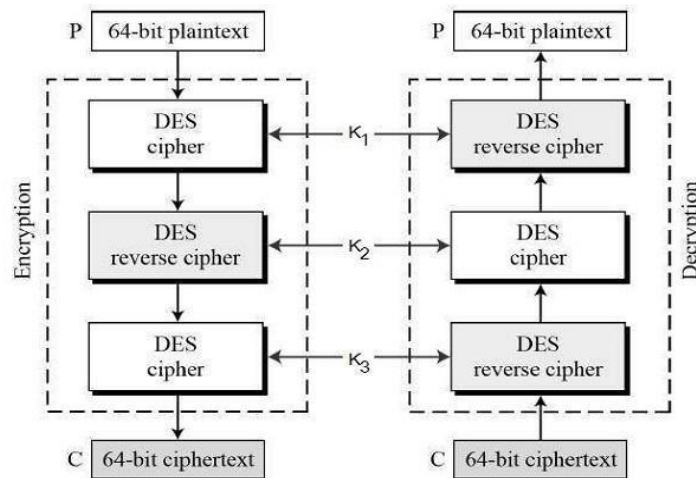 P 64-bit plaintext
P 64-bit plaintext
Encryption
DES
cipher
K1
DES
reverse cipher
DES
reverse cipher
K2
DES
cipher
DES
cipher
K3
DES
reverse cipher
Decryption
C 64-bit ciphertext
C 64-bit ciphertext